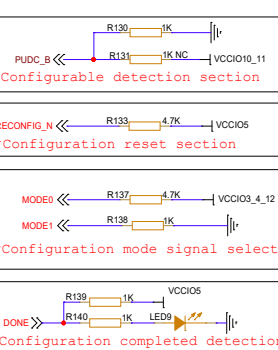 R130 1K
PUDC_B R131 1K NC VCCIO10_11
Configurable detection section
RECONFIG_N R133 4.7K VCCIO5
Configuration reset section
MODE0 R137 4.7K VCCIO3_4_12
MODE1 R138 1K
Configuration mode signal select
R139 1K VCCIO5
DONE R140 1K LED9
Configuration completed detection